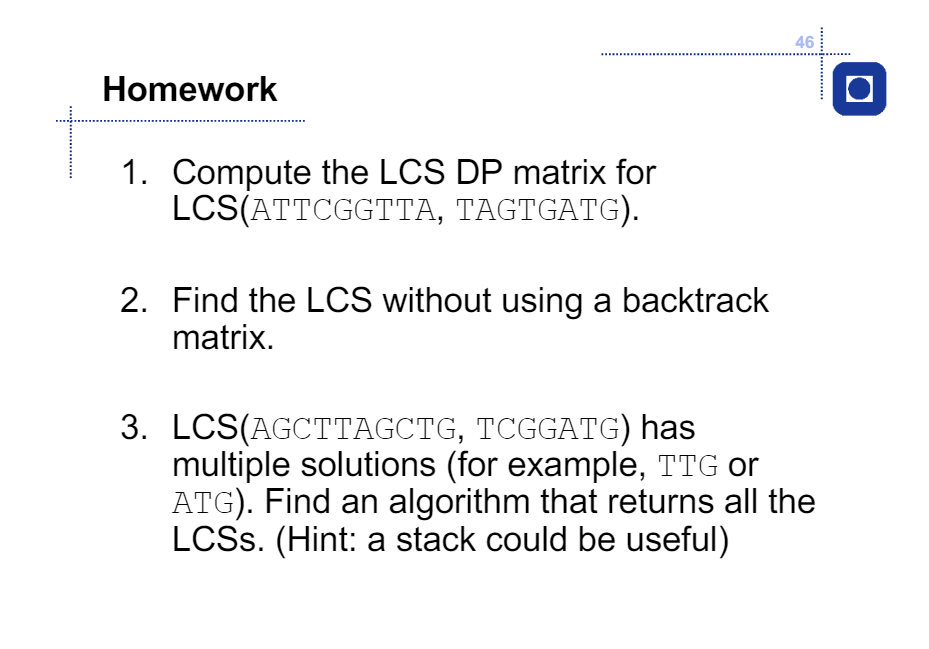 46
Homework
1. Compute the LCS DP matrix for
LCS(ATTCGGTTA, TAGTGATG).
2. Find the LCS without using a backtrack
matrix.
3. LCS(AGCTTAGCTG, TCGGATG) has
multiple solutions (for example, TTG or
ATG). Find an algorithm that returns all the
LCSs. (Hint: a stack could be useful)